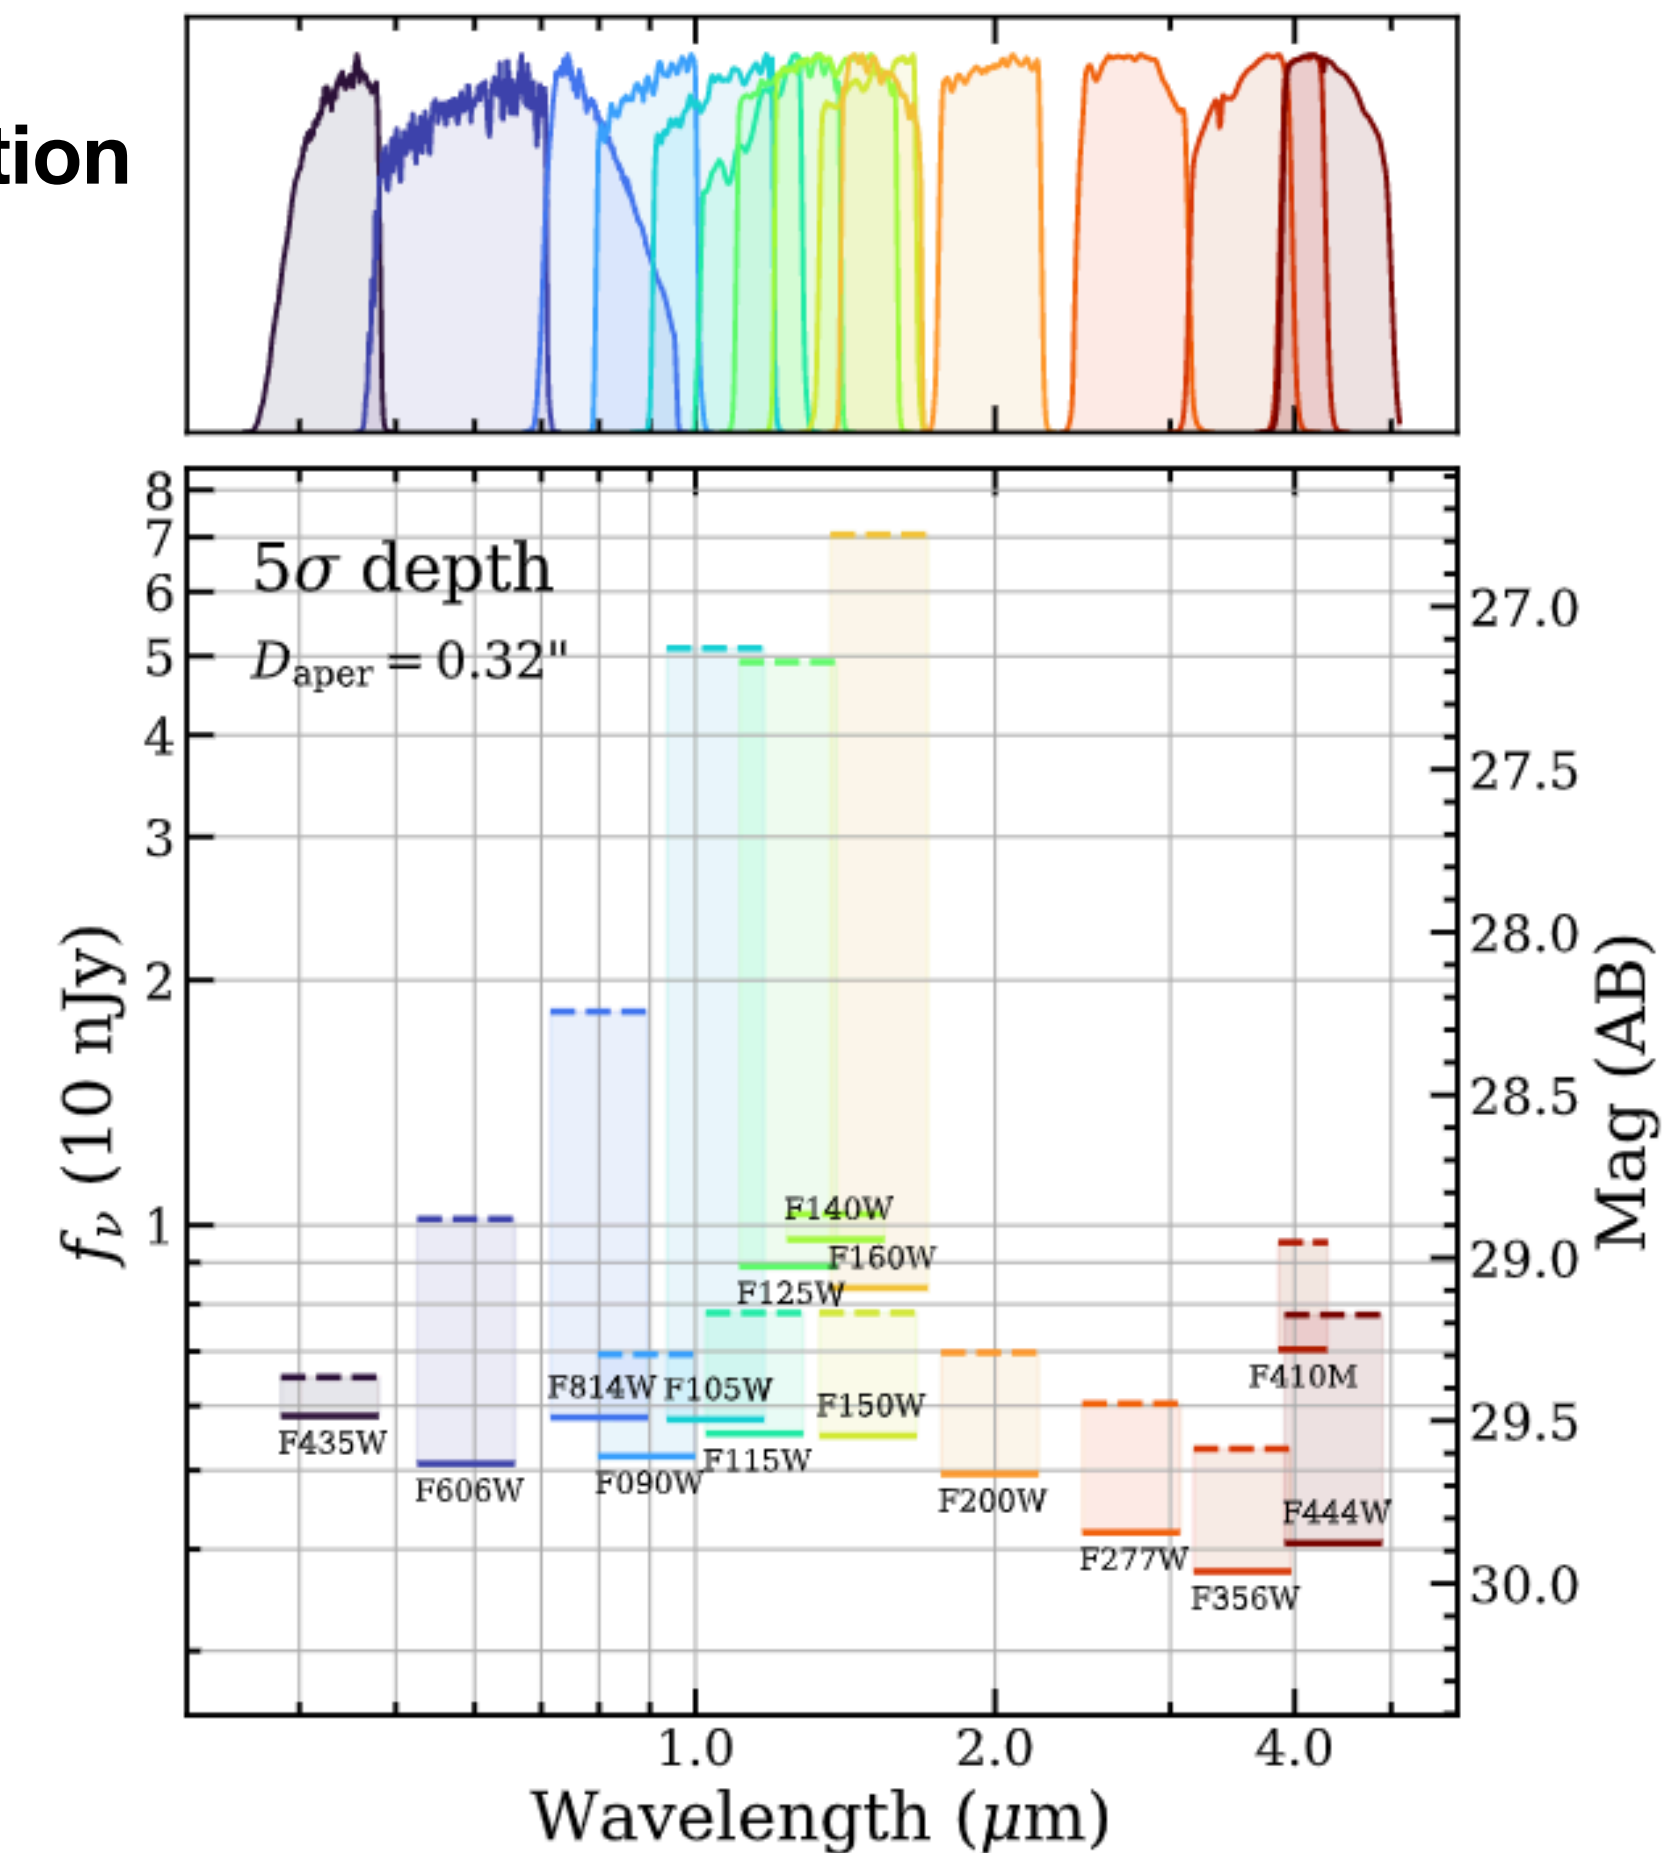 tion
5σ depth
D_aper = 0.32"
8
7
6
5
4
3
2
1
f_ν (10 nJy)
27.0
27.5
28.0
28.5
29.0
29.5
30.0
Mag (AB)
F140W
F160W
F125W
F814W F105W
F410M
F150W
F435W
F115W
F606W
F090W
F200W
F444W
F277W
F356W
1.0 2.0 4.0
Wavelength (μm)